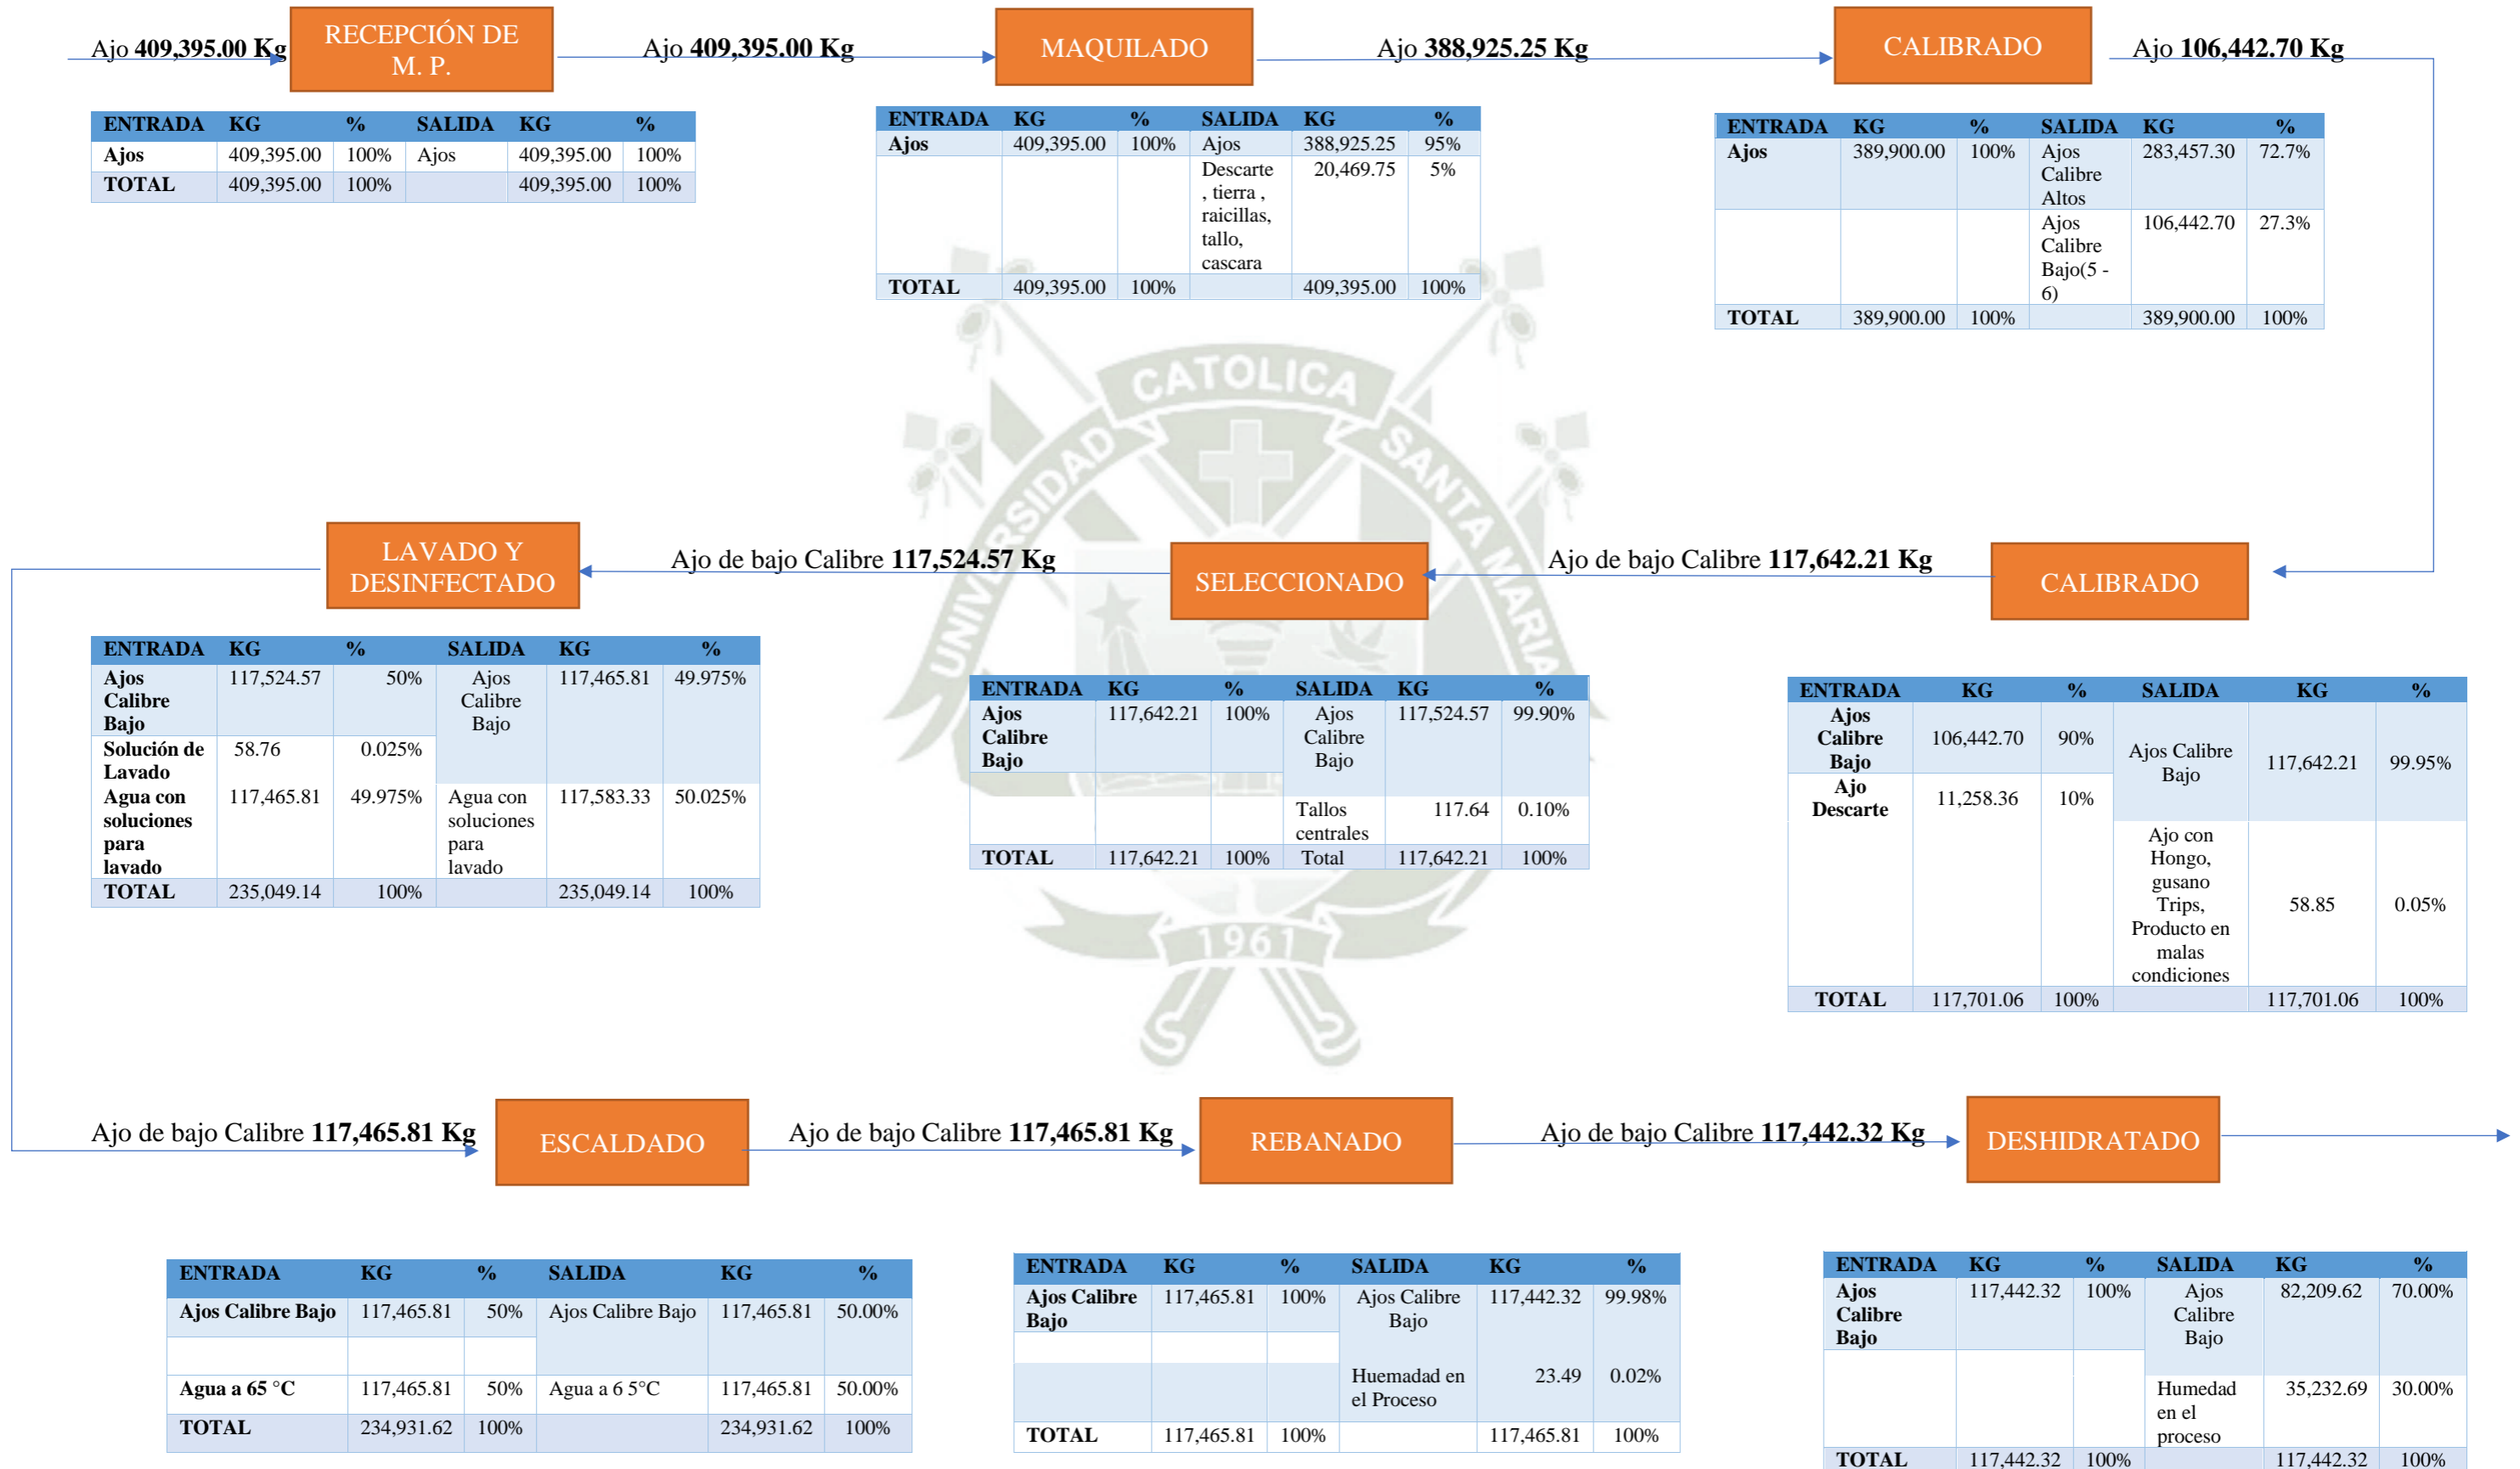 Ajo 409,395.00 Kg
RECEPCIÓN DE
M. P.
Ajo 409,395.00 Kg
MAQUILADO
Ajo 388,925.25 Kg
CALIBRADO
Ajo 106,442.70 Kg
ENTRADA KG % SALIDA KG %
Ajos 409,395.00 100% Ajos 409,395.00 100%
TOTAL 409,395.00 100% 409,395.00 100%
ENTRADA KG % SALIDA KG %
Ajos 409,395.00 100% Ajos 388,925.25 95%
Descarte 20,469.75 5%
, tierra ,
raicillas,
tallo,
cascara
TOTAL 409,395.00 100% 409,395.00 100%
ENTRADA KG % SALIDA KG %
Ajos 389,900.00 100% Ajos 283,457.30 72.7%
Calibre
Altos
Ajos 106,442.70 27.3%
Calibre
Bajo(5 -
6)
TOTAL 389,900.00 100% 389,900.00 100%
UNIVERSIDAD CATOLICA SANTA MARIA
1961
LAVADO Y
DESINFECTADO
Ajo de bajo Calibre 117,524.57 Kg
SELECCIONADO
Ajo de bajo Calibre 117,642.21 Kg
CALIBRADO
ENTRADA KG % SALIDA KG %
Ajos 117,524.57 50% Ajos 117,465.81 49.975%
Calibre Calibre
Bajo Bajo
Solución de 58.76 0.025%
Lavado
Agua con 117,465.81 49.975% Agua con 117,583.33 50.025%
soluciones soluciones
para para
lavado lavado
TOTAL 235,049.14 100% 235,049.14 100%
ENTRADA KG % SALIDA KG %
Ajos 117,642.21 100% Ajos 117,524.57 99.90%
Calibre Calibre
Bajo Bajo
Tallos 117.64 0.10%
centrales
TOTAL 117,642.21 100% Total 117,642.21 100%
ENTRADA KG % SALIDA KG %
Ajos
Calibre 106,442.70 90%
Bajo
Ajos Calibre 117,642.21 99.95%
Bajo
Ajo 11,258.36 10%
Descarte
Ajo con
Hongo,
gusano
Trips, 58.85 0.05%
Producto en
malas
condiciones
TOTAL 117,701.06 100% 117,701.06 100%
Ajo de bajo Calibre 117,465.81 Kg
ESCALDADO
Ajo de bajo Calibre 117,465.81 Kg
REBANADO
Ajo de bajo Calibre 117,442.32 Kg
DESHIDRATADO
ENTRADA KG % SALIDA KG %
Ajos Calibre Bajo 117,465.81 50% Ajos Calibre Bajo 117,465.81 50.00%
Agua a 65 °C 117,465.81 50% Agua a 6 5°C 117,465.81 50.00%
TOTAL 234,931.62 100% 234,931.62 100%
ENTRADA KG % SALIDA KG %
Ajos Calibre 117,465.81 100% Ajos Calibre 117,442.32 99.98%
Bajo Bajo
Huemadad en 23.49 0.02%
el Proceso
TOTAL 117,465.81 100% 117,465.81 100%
ENTRADA KG % SALIDA KG %
Ajos 117,442.32 100% Ajos 82,209.62 70.00%
Calibre Calibre
Bajo Bajo
Humedad 35,232.69 30.00%
en el
proceso
TOTAL 117,442.32 100% 117,442.32 100%